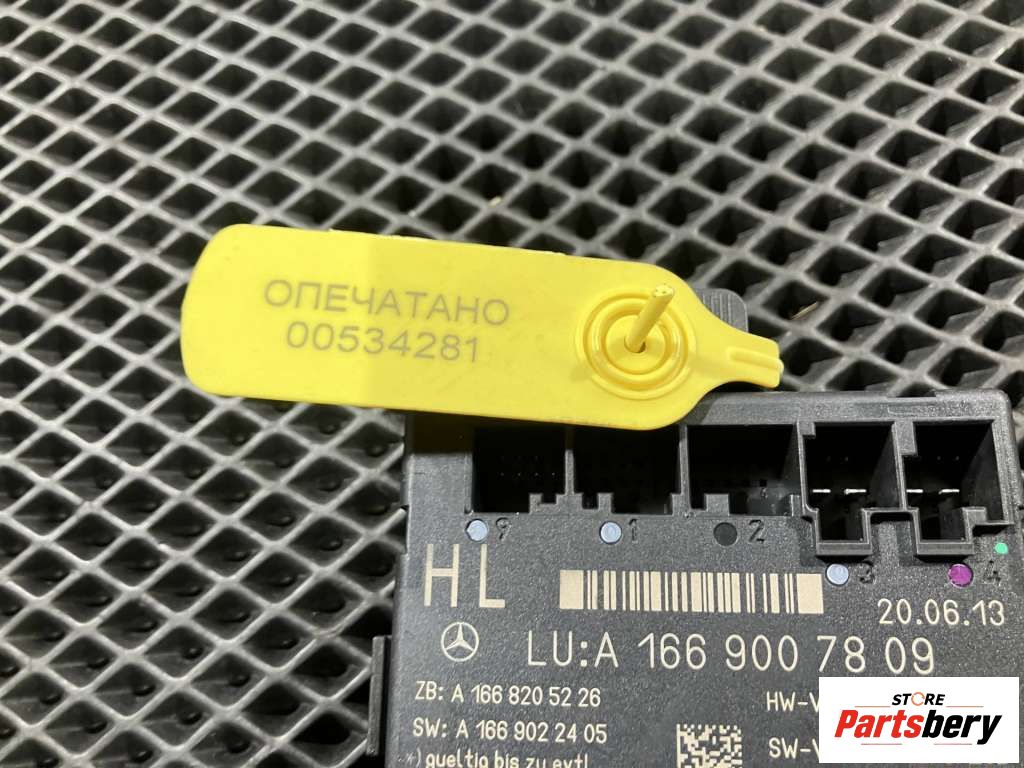 ОПЕЧАТАНО
00534281
9 1 2 3 4
HL
20.06.13
LU:A 166 900 78 09
ZB: A 166 820 52 26
HW-V
SW: A 166 902 24 05
SW-V
*) gueltig bis zu evtl
STORE
Partsbery